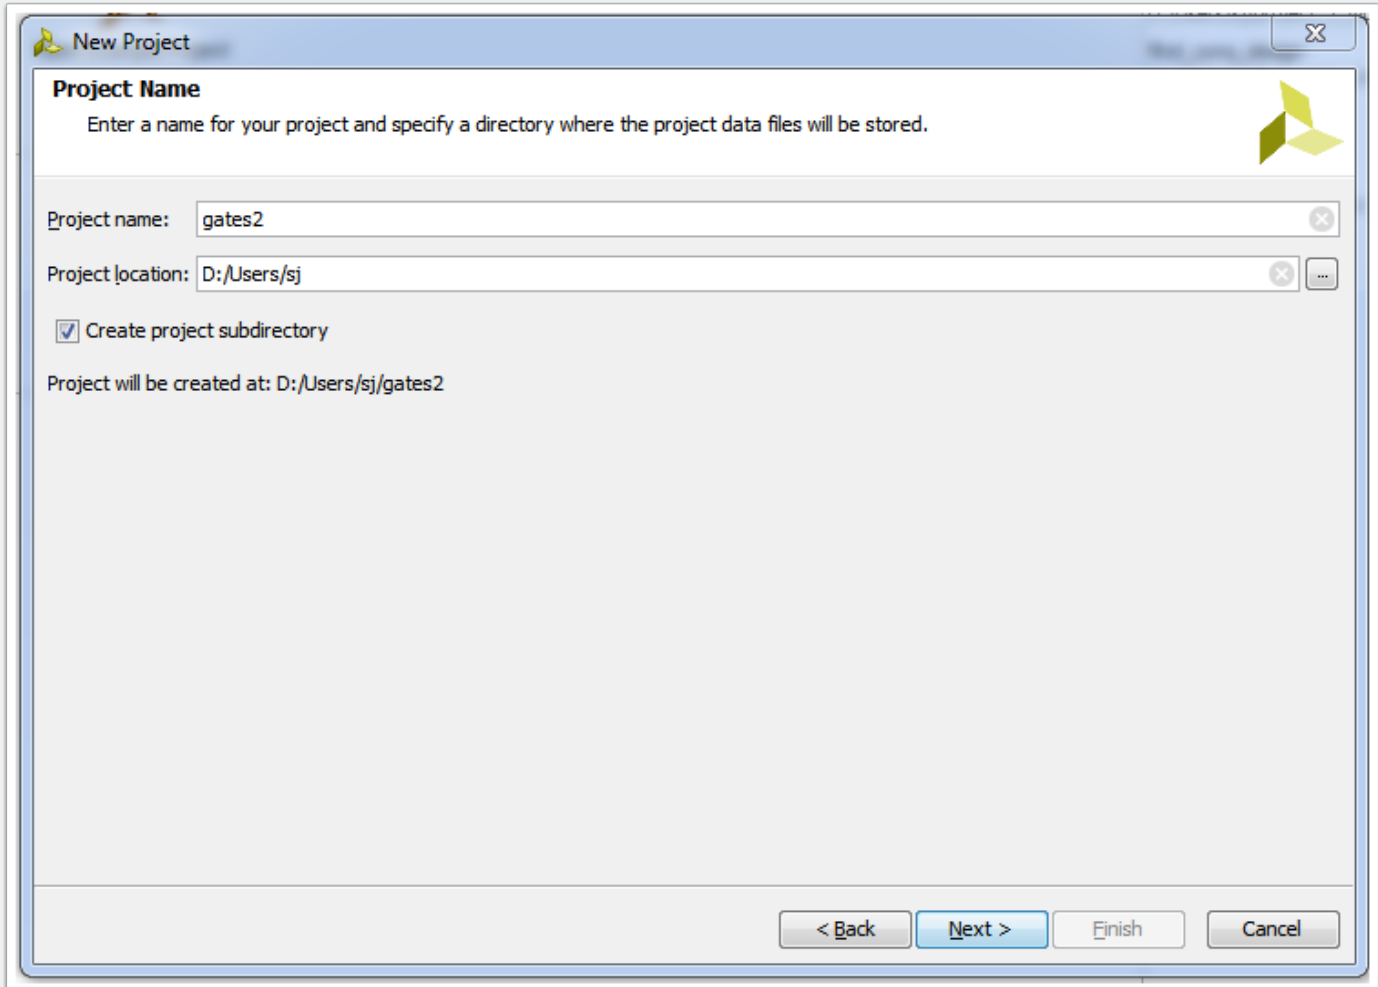 New Project
Project Name
Enter a name for your project and specify a directory where the project data files will be stored.
Project name: gates2
Project location: D:/Users/sj ...
Create project subdirectory
Project will be created at: D:/Users/sj/gates2
< Back Next > Finish Cancel